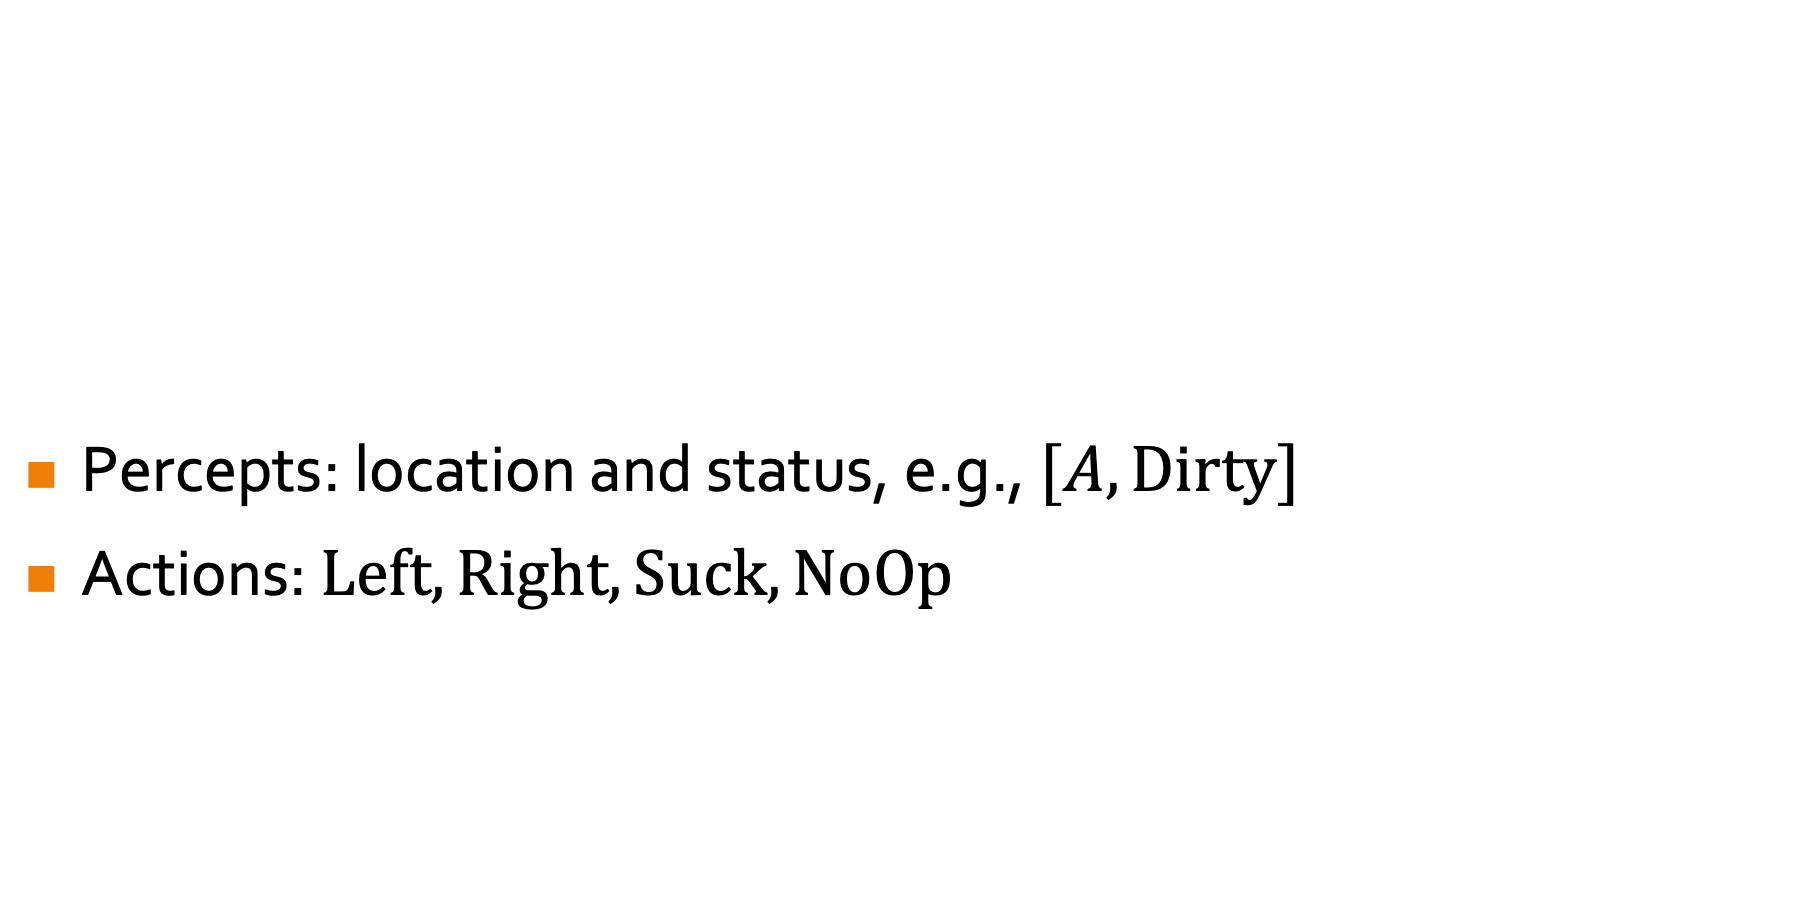 Percepts: location and status, e.g., [A, Dirty]
Actions: Left, Right, Suck, NoOp